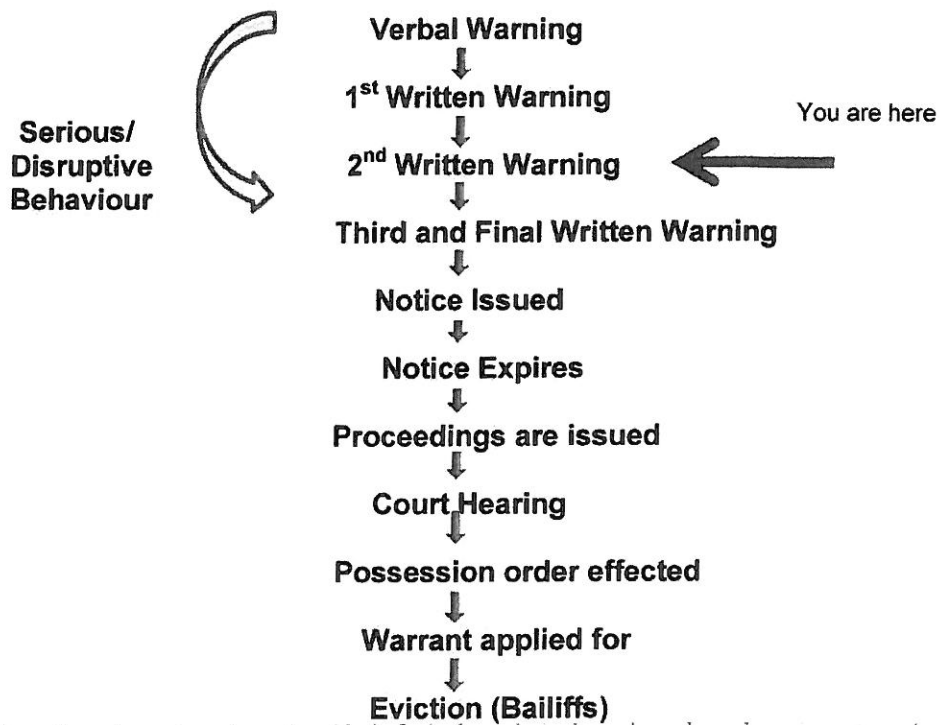 Verbal Warning
1st Written Warning
You are here
Serious/
Disruptive
Behaviour
2nd Written Warning
Third and Final Written Warning
Notice Issued
Notice Expires
Proceedings are issued
Court Hearing
Possession order effected
Warrant applied for
Eviction (Bailiffs)